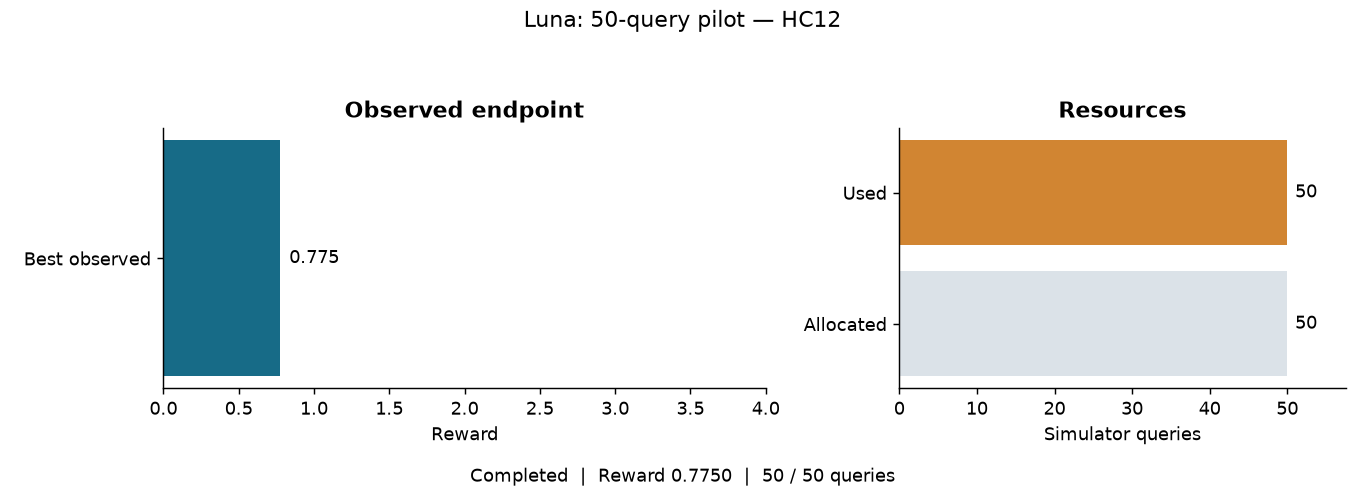 Luna: 50-query pilot — HC12
Observed endpoint
Best observed
0.775
0.0 0.5 1.0 1.5 2.0 2.5 3.0 3.5 4.0
Reward
Resources
Used
50
Allocated
50
0 10 20 30 40 50
Simulator queries
Completed | Reward 0.7750 | 50 / 50 queries